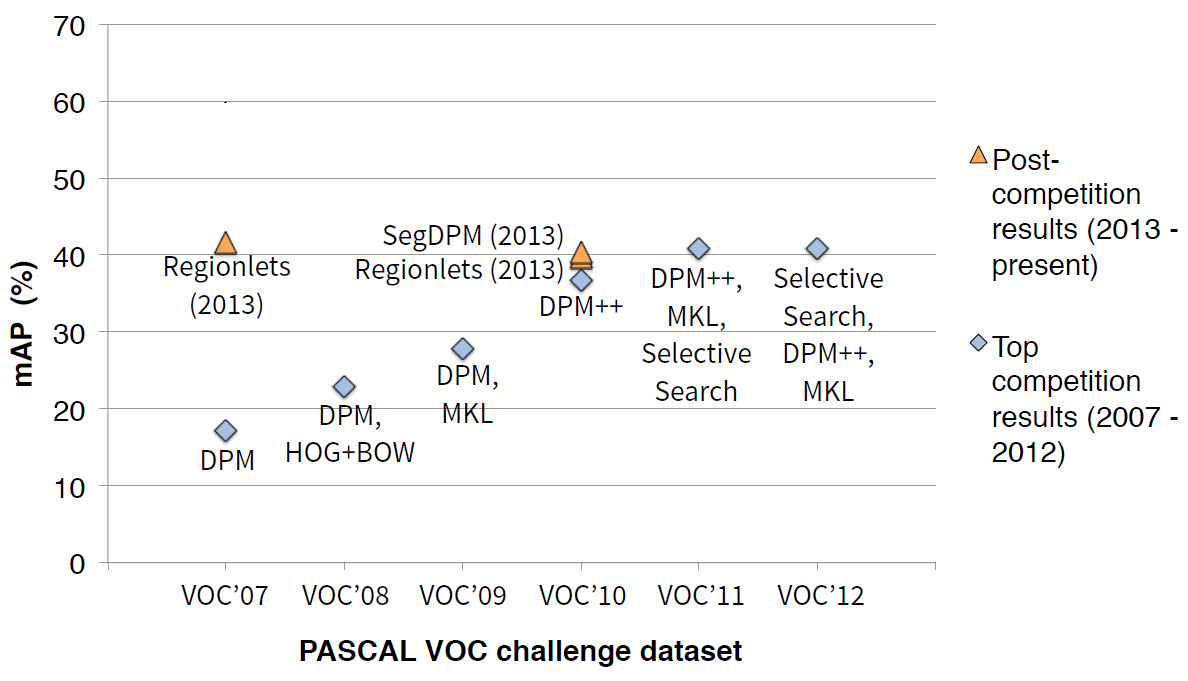 70
60
50
40
30
20
10
0
mAP (%)
Regionlets
(2013)
DPM
DPM,
HOG+BOW
DPM,
MKL
SegDPM (2013)
Regionlets (2013)
DPM++
DPM++,
MKL,
Selective
Search
Selective
Search,
DPM++,
MKL
VOC’07
VOC’08
VOC’09
VOC’10
VOC’11
VOC’12
PASCAL VOC challenge dataset
Post-
competition
results (2013 -
present)
Top
competition
results (2007 -
2012)